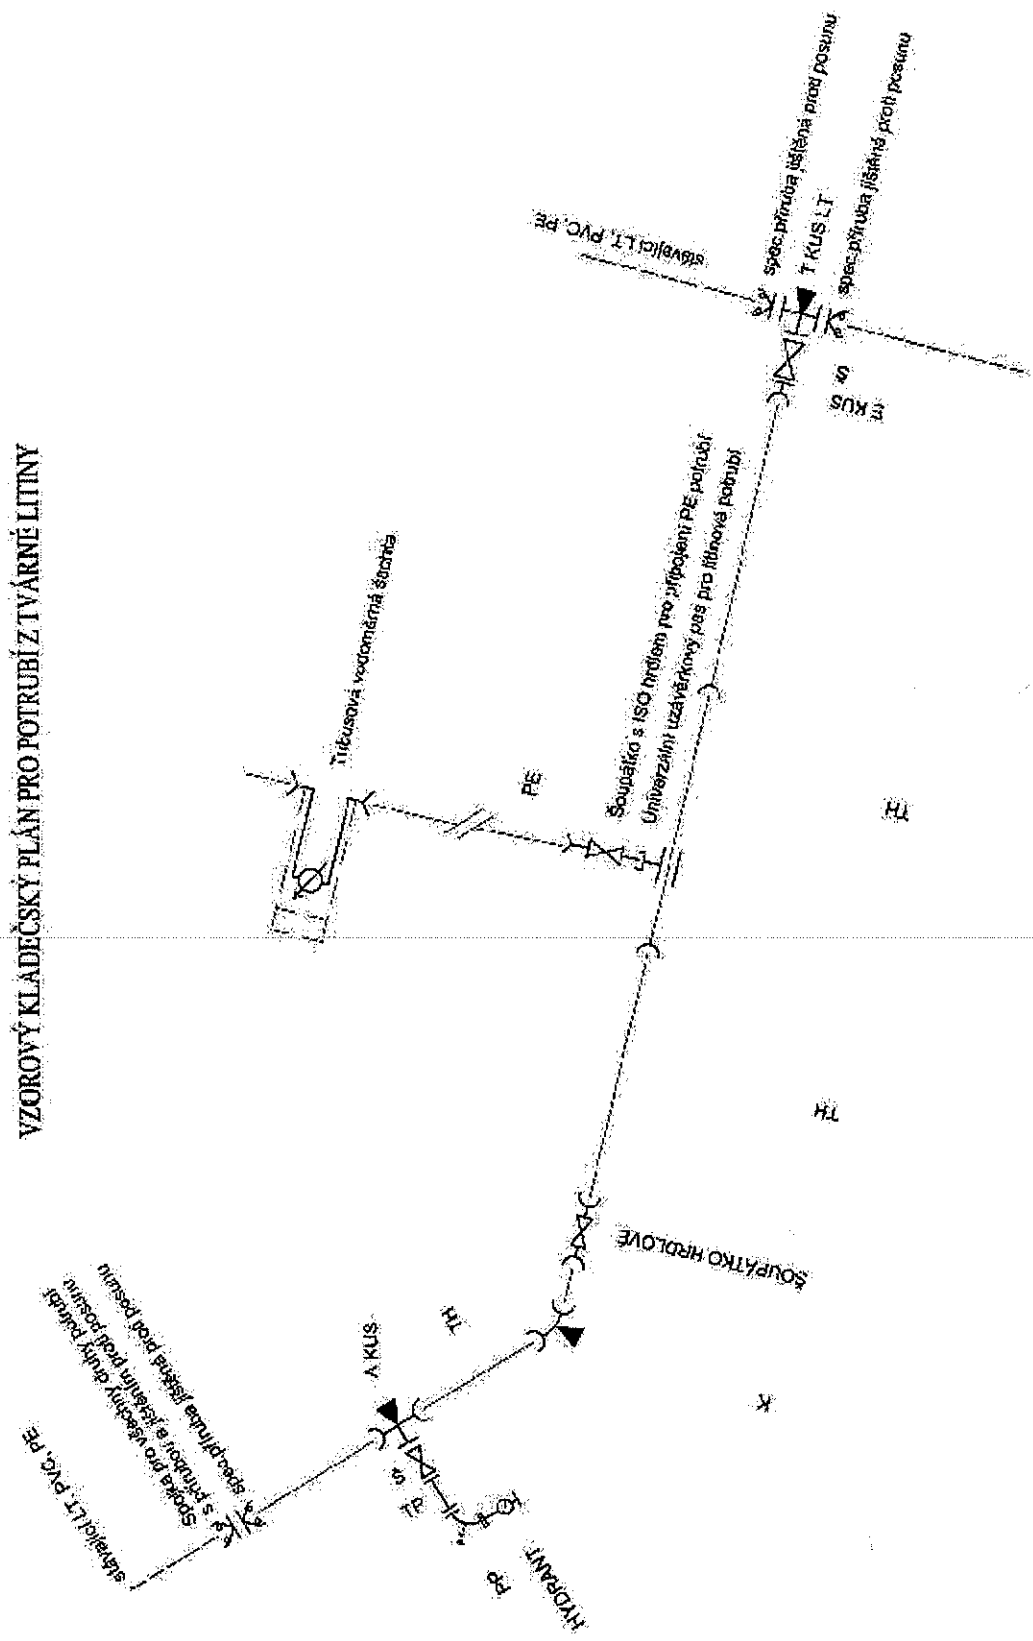 VZOROVÝ KLADEČSKÝ PLÁN PRO POTRUBÍ Z TVÁRNÉ LITINY
stávající LT, PVC, PE
Spojka pro všechny druhy potrubí
s přírubou a jištěním proti posunu
spec.příruba jištěná proti posunu
A KUS
TH
S
TP
PP
HYDRANT
K
ŠOUPÁTKO HRDLOVÉ
TH
TH
Tubusová vodoměrná šachta
PE
Šoupátko s ISO hrdlem pro připojení PE potrubí
Univerzální uzávěrkový pas pro litinová potrubí
stávající LT, PVC, PE
spec.příruba jištěná proti posunu
T KUS LT
spec.příruba jištěná proti posunu
S
E KUS